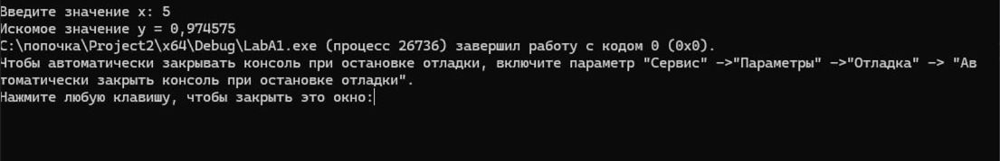 Введите значение x: 5
Искомое значение y = 0,974575
C:\попочка\Project2\x64\Debug\LabA1.exe (процесс 26736) завершил работу с кодом 0 (0x0).
Чтобы автоматически закрывать консоль при остановке отладки, включите параметр "Сервис" ->"Параметры" ->"Отладка" -> "Ав
томатически закрыть консоль при остановке отладки".
Нажмите любую клавишу, чтобы закрыть это окно: